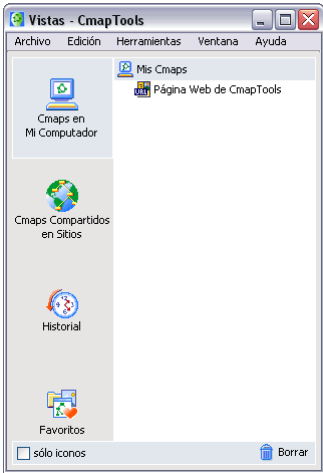 Vistas - CmapTools
Archivo Edición Herramientas Ventana Ayuda
Mis Cmaps
Página Web de CmapTools
Cmaps en
Mi Computador
Cmaps Compartidos
en Sitios
Historial
Favoritos
sólo iconos
Borrar